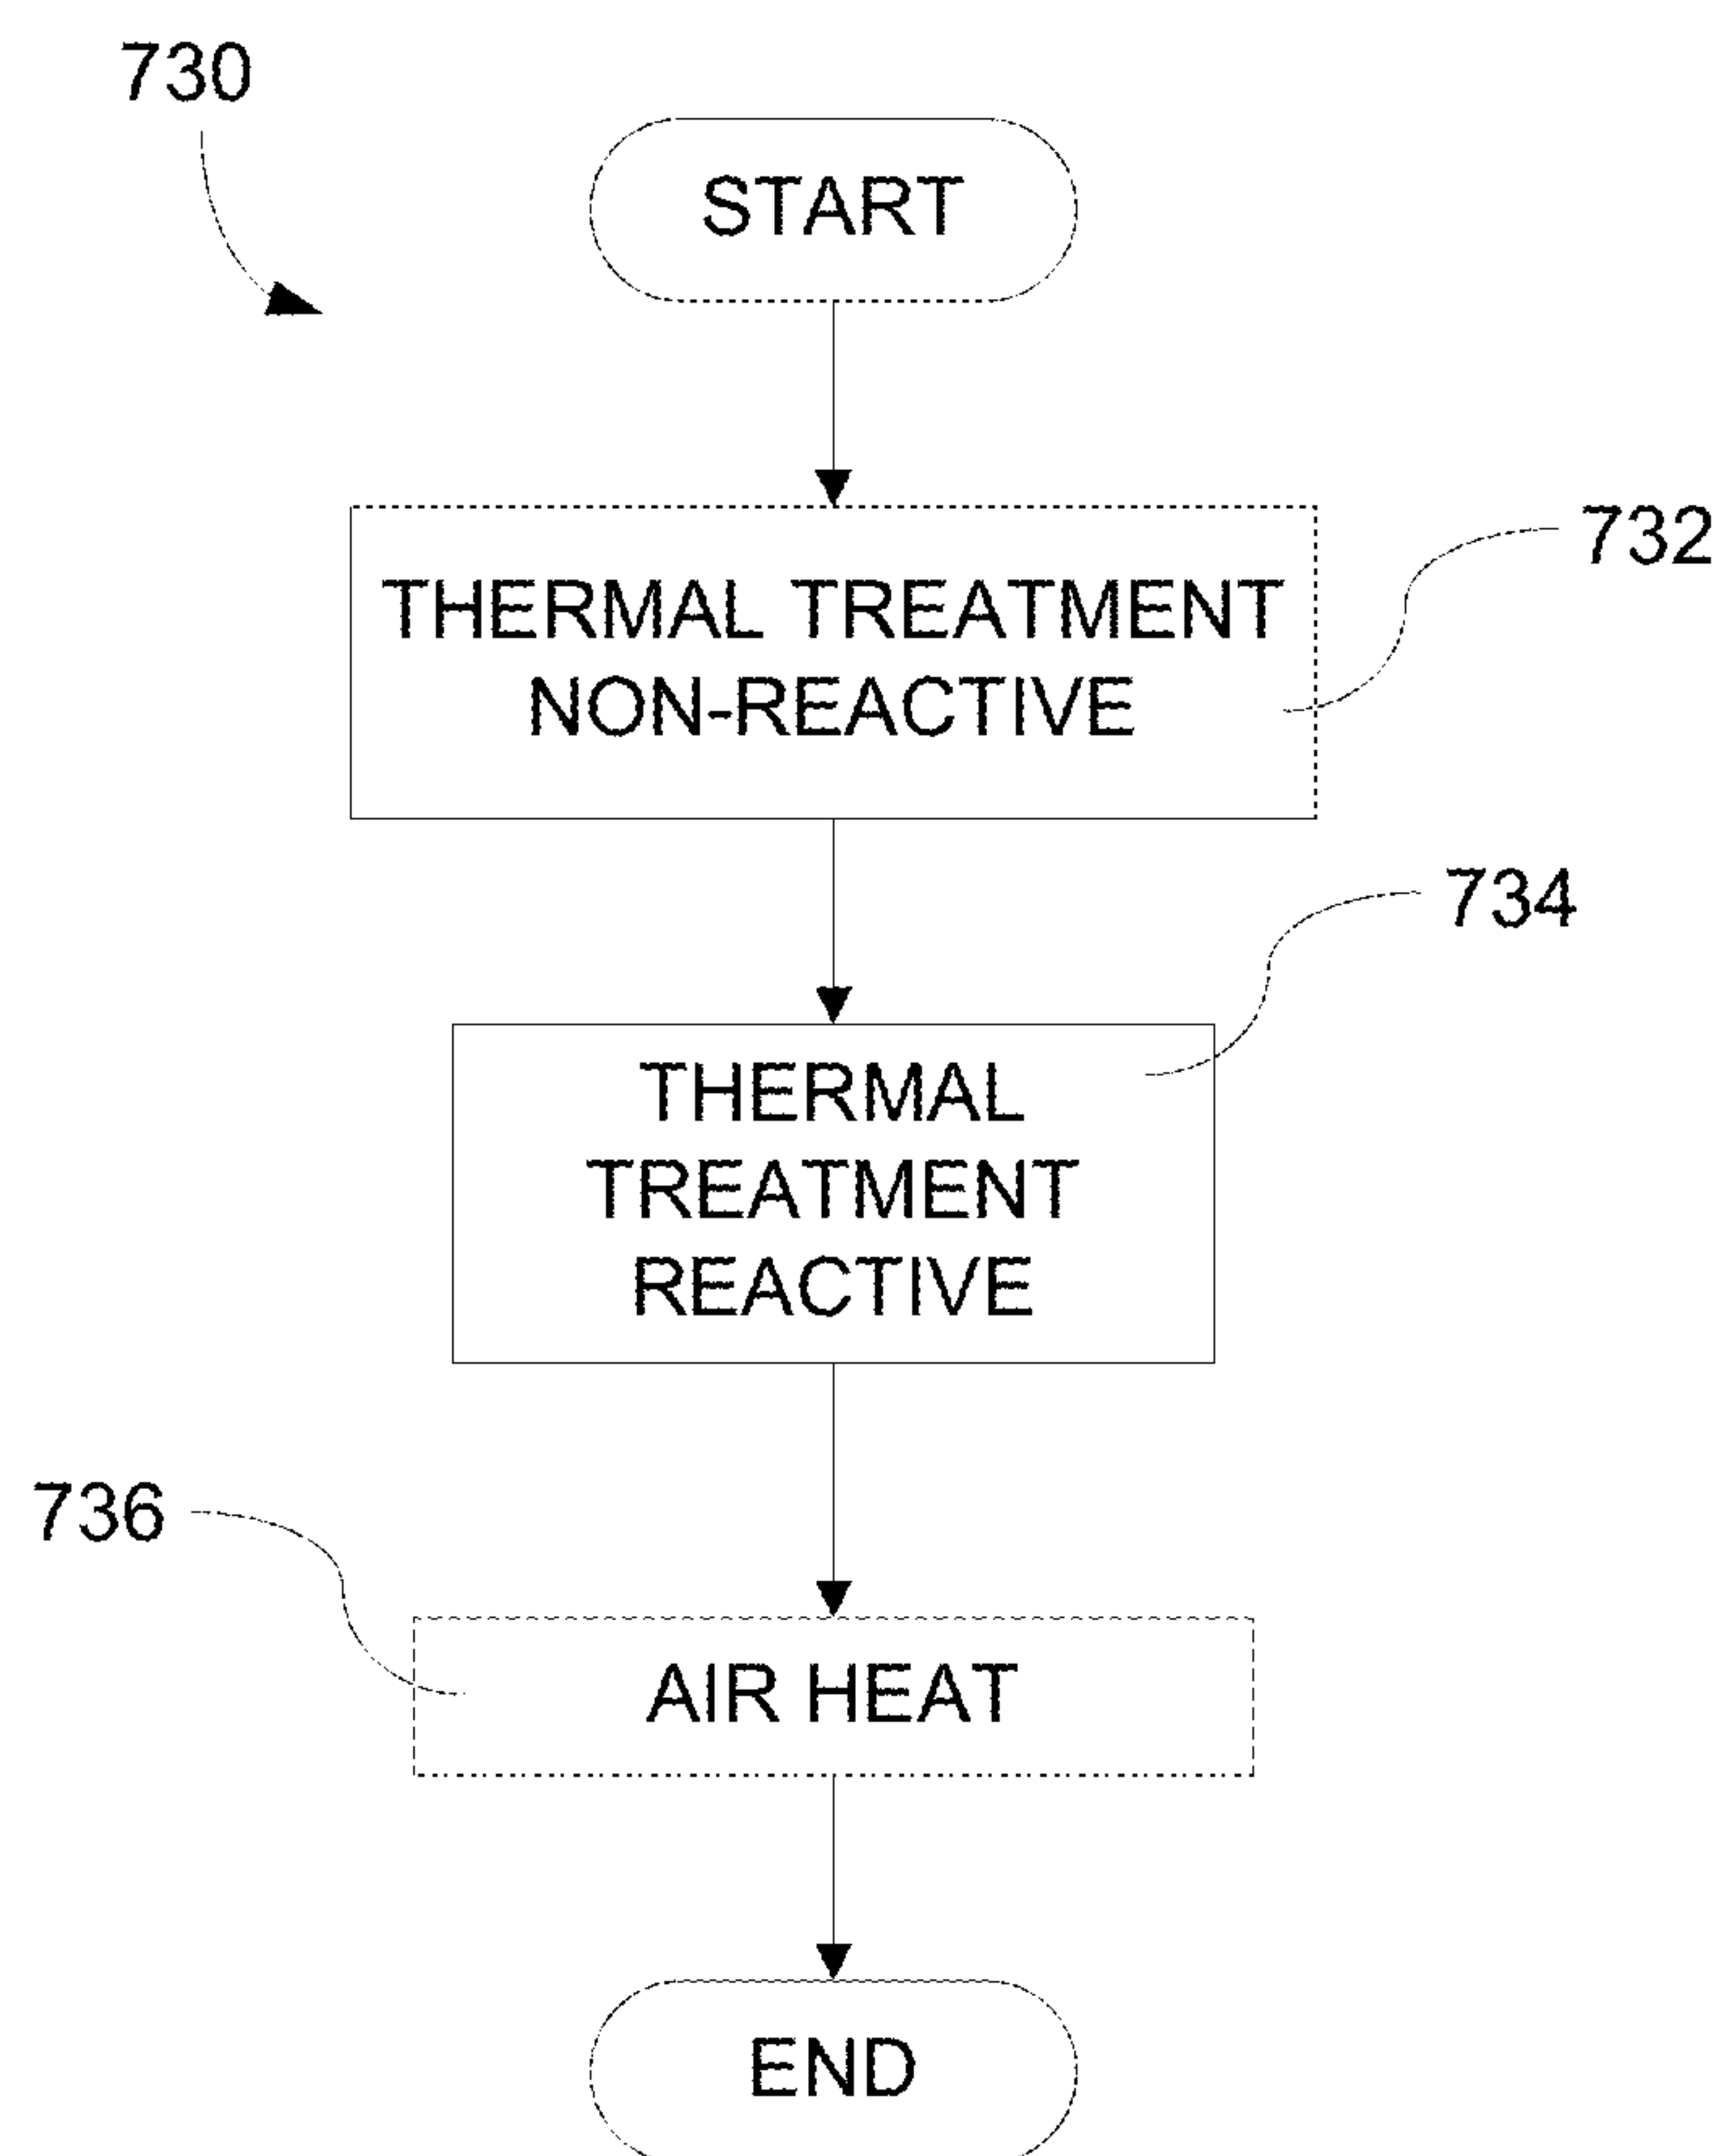 730
START
THERMAL TREATMENT
NON-REACTIVE
732
734
THERMAL
TREATMENT
REACTIVE
736
AIR HEAT
END